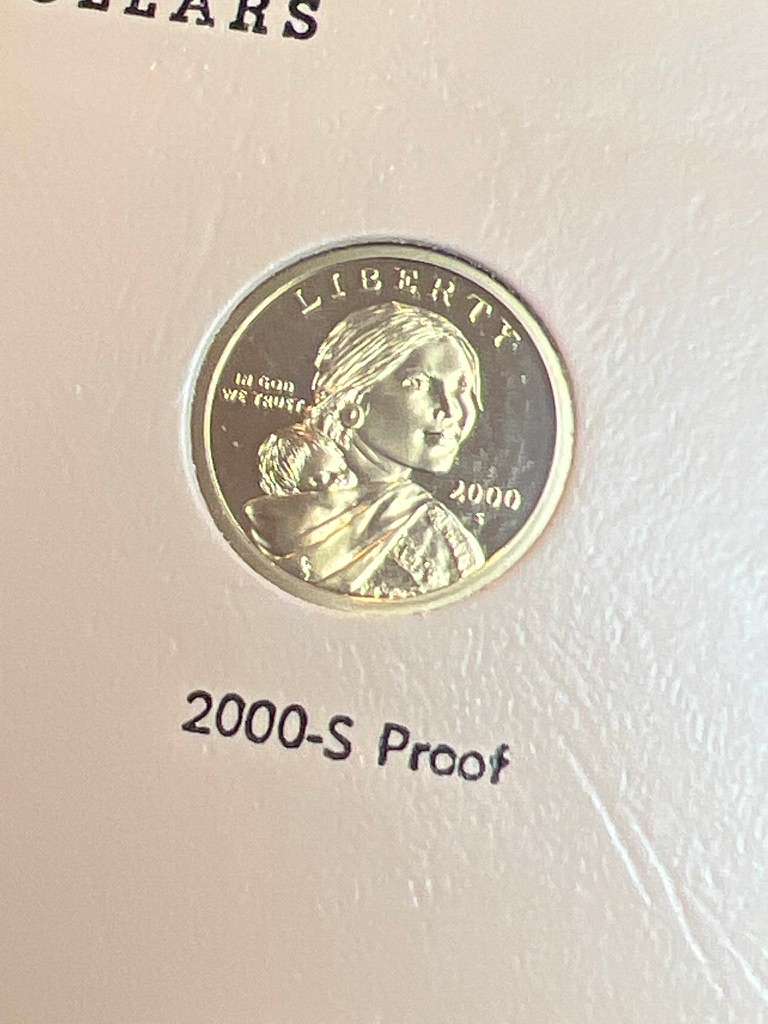 LLARS
LIBERTY
IN GOD
WE TRUST
2000
S
2000-S Proof